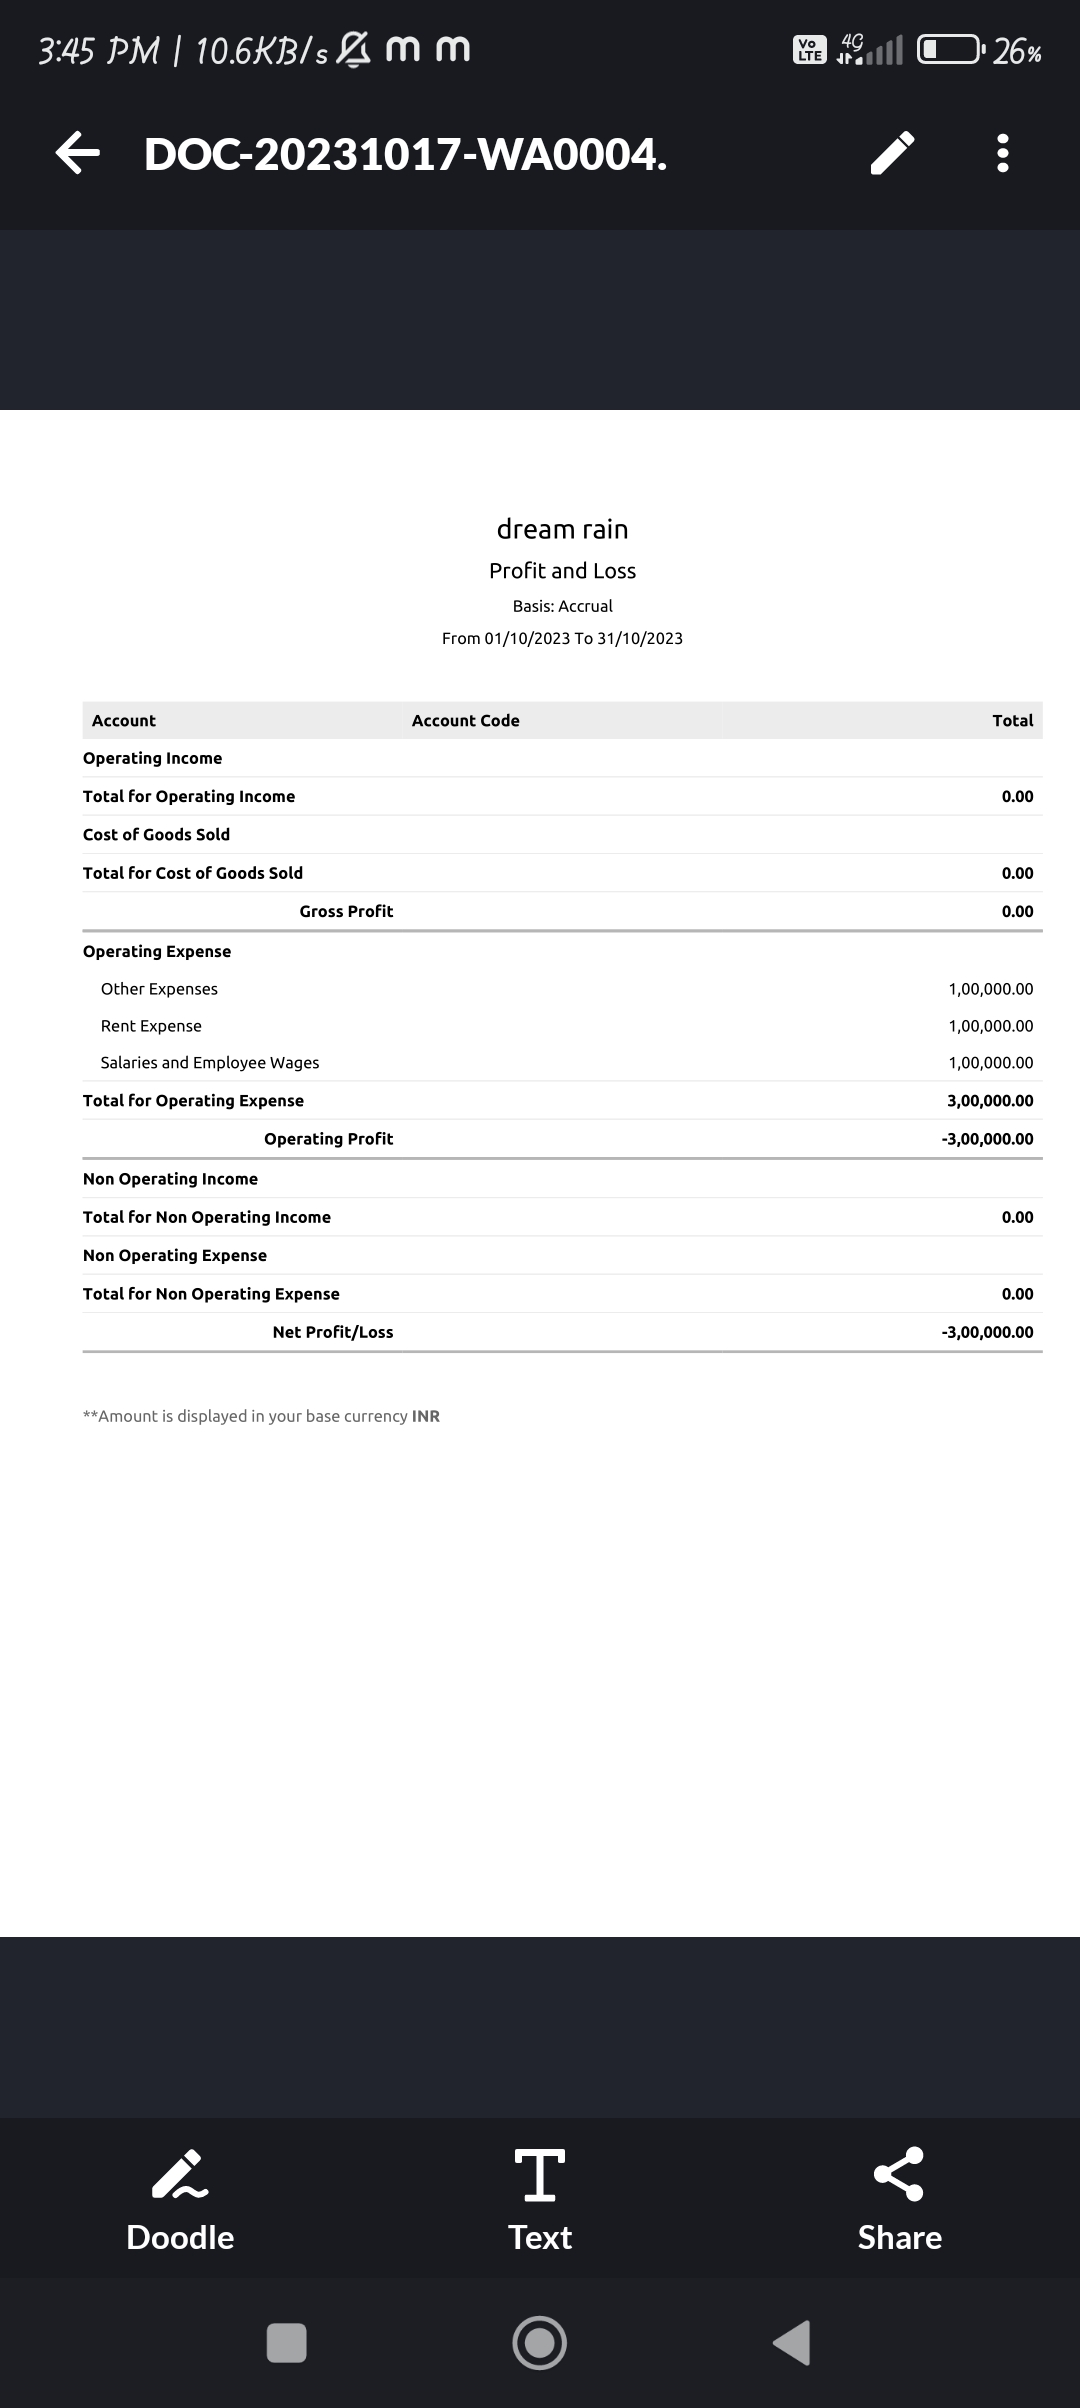 3:45 PM | 10.6KB/s m m Vo LTE 4G 26%
DOC-20231017-WA0004.
dream rain
Profit and Loss
Basis: Accrual
From 01/10/2023 To 31/10/2023
Account Account Code Total
Operating Income
Total for Operating Income 0.00
Cost of Goods Sold
Total for Cost of Goods Sold 0.00
Gross Profit 0.00
Operating Expense
Other Expenses 1,00,000.00
Rent Expense 1,00,000.00
Salaries and Employee Wages 1,00,000.00
Total for Operating Expense 3,00,000.00
Operating Profit -3,00,000.00
Non Operating Income
Total for Non Operating Income 0.00
Non Operating Expense
Total for Non Operating Expense 0.00
Net Profit/Loss -3,00,000.00
**Amount is displayed in your base currency INR
Doodle Text Share